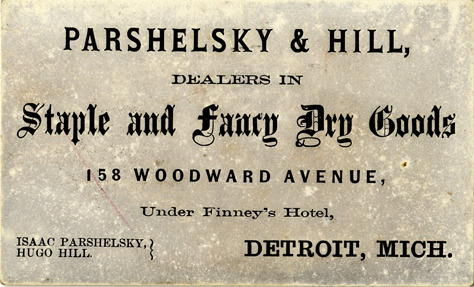 PARSHELSKY & HILL,
DEALERS IN
Staple and Fancy Dry Goods
158 WOODWARD AVENUE,
Under Finney's Hotel,
ISAAC PARSHELSKY,
HUGO HILL. }
DETROIT, MICH.